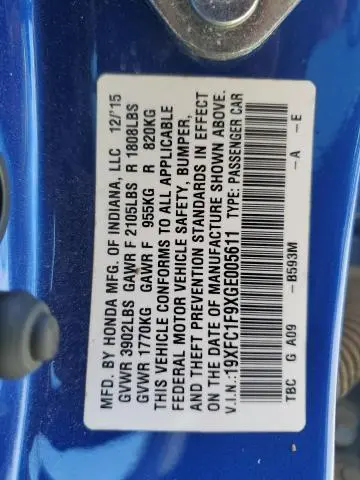 MFD. BY HONDA MFG. OF INDIANA, LLC 12/'15
GVWR 3902LBS GAWR F 2105LBS R 1808LBS
GVWR 1770KG GAWR F 955KG R 820KG
THIS VEHICLE CONFORMS TO ALL APPLICABLE
FEDERAL MOTOR VEHICLE SAFETY, BUMPER,
AND THEFT PREVENTION STANDARDS IN EFFECT
ON THE DATE OF MANUFACTURE SHOWN ABOVE.
V.I.N.: 19XFC1F9XGE005611 TYPE: PASSENGER CAR
TBC G A09 -B593M -A -E